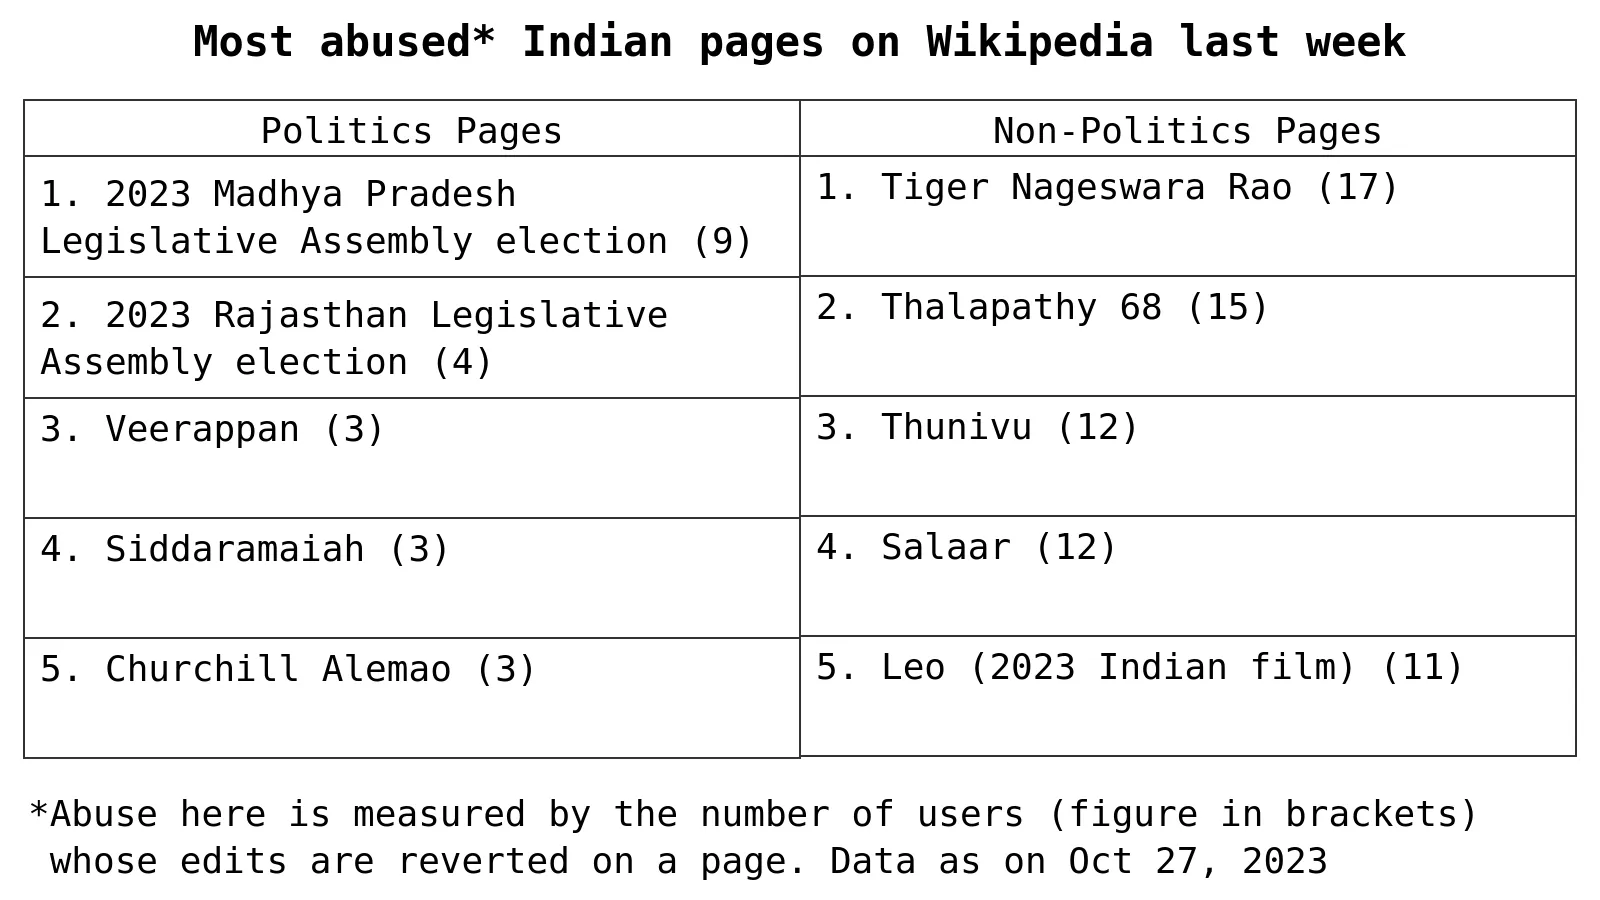 Most abused* Indian pages on Wikipedia last week
Politics Pages
1. 2023 Madhya Pradesh
Legislative Assembly election (9)
2. 2023 Rajasthan Legislative
Assembly election (4)
3. Veerappan (3)
4. Siddaramaiah (3)
5. Churchill Alemao (3)
Non-Politics Pages
1. Tiger Nageswara Rao (17)
2. Thalapathy 68 (15)
3. Thunivu (12)
4. Salaar (12)
5. Leo (2023 Indian film) (11)
*Abuse here is measured by the number of users (figure in brackets)
whose edits are reverted on a page. Data as on Oct 27, 2023